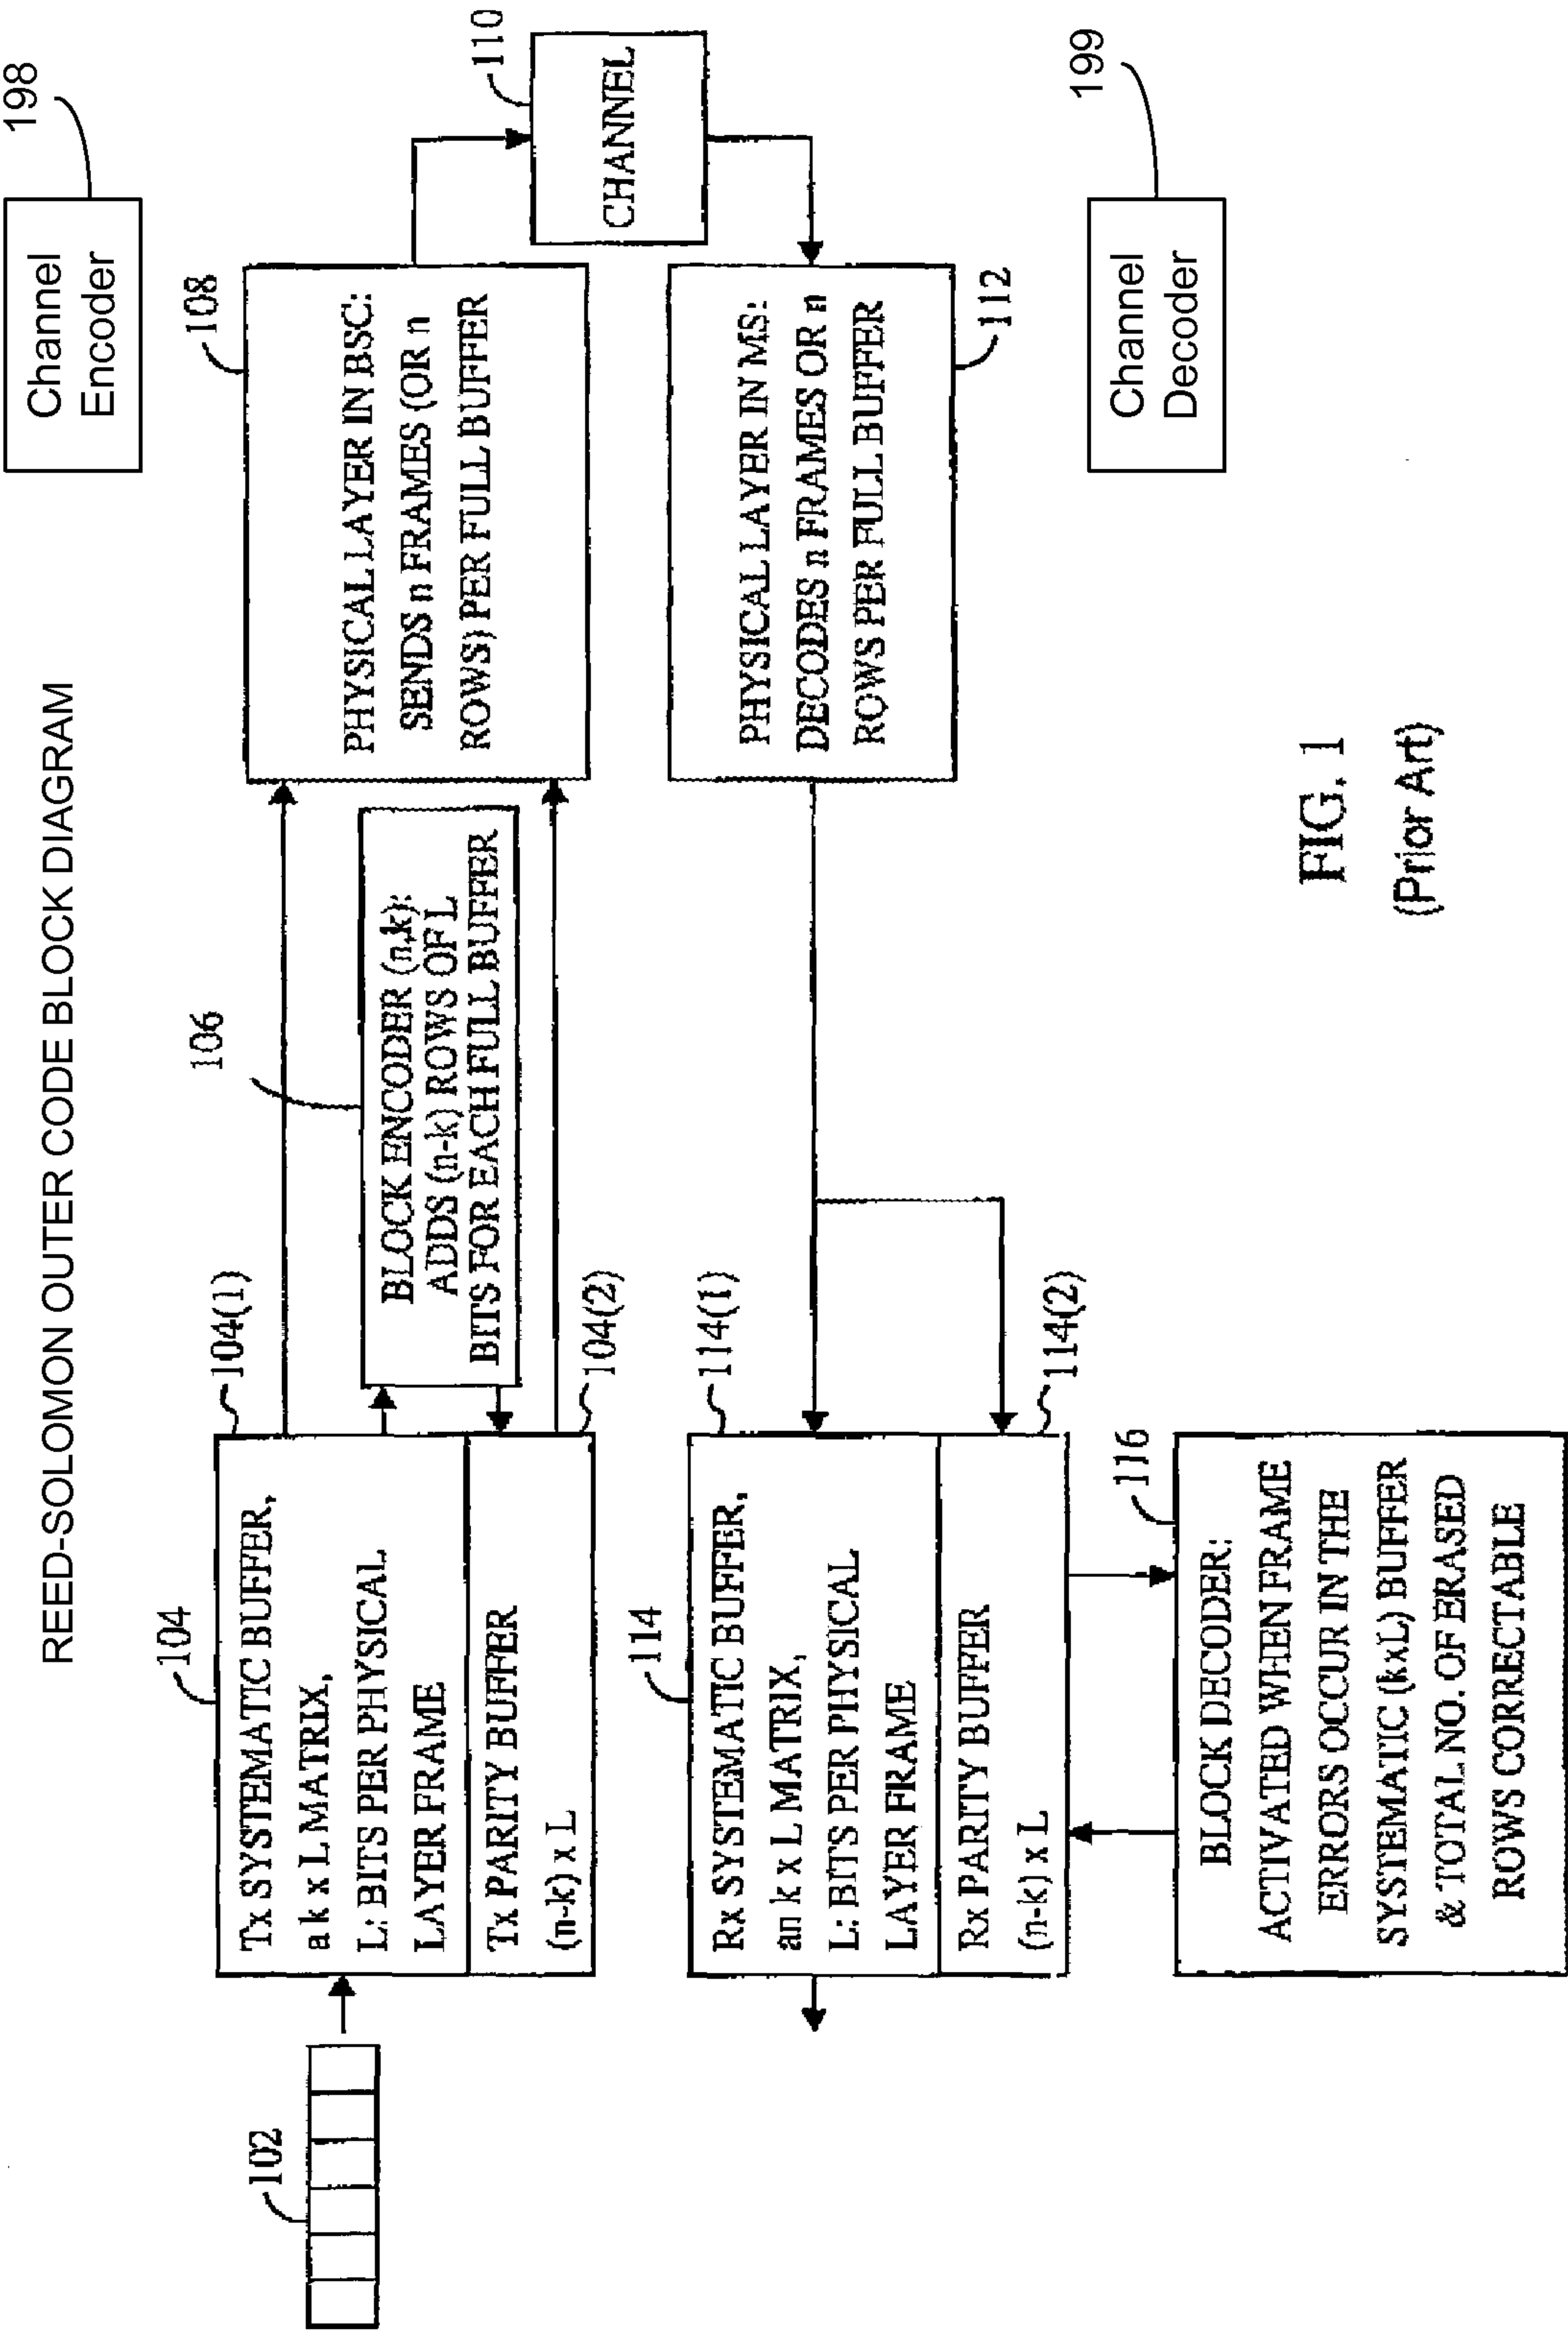 REED-SOLOMON OUTER CODE BLOCK DIAGRAM
198
Channel
Encoder
102
104
104(1)
Tx SYSTEMATIC BUFFER,
a k x L MATRIX,
L: BITS PER PHYSICAL
LAYER FRAME
Tx PARITY BUFFER
(n-k) x L
104(2)
106
BLOCK ENCODER (n,k):
ADDS (n-k) ROWS OF L
BITS FOR EACH FULL BUFFER
108
PHYSICAL LAYER IN BSC:
SENDS n FRAMES (OR n
ROWS) PER FULL BUFFER
110
CHANNEL
114
114(1)
Rx SYSTEMATIC BUFFER,
an k x L MATRIX,
L: BITS PER PHYSICAL
LAYER FRAME
Rx PARITY BUFFER
(n-k) x L
114(2)
PHYSICAL LAYER IN MS:
DECODES n FRAMES OR n
ROWS PER FULL BUFFER
112
116
BLOCK DECODER:
ACTIVATED WHEN FRAME
ERRORS OCCUR IN THE
SYSTEMATIC (kxL) BUFFER
& TOTAL NO. OF ERASED
ROWS CORRECTABLE
199
Channel
Decoder
FIG. 1
(Prior Art)